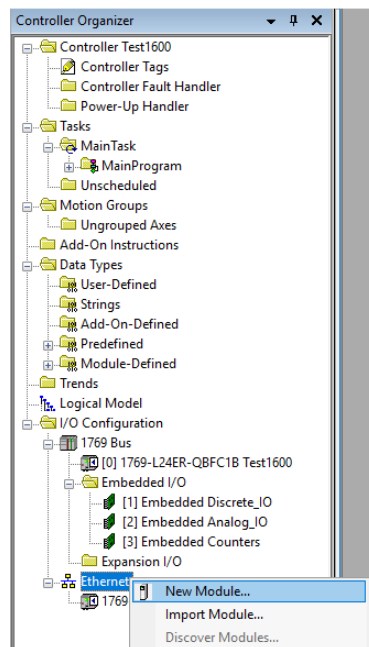 Controller Organizer
Controller Test1600
Controller Tags
Controller Fault Handler
Power-Up Handler
Tasks
MainTask
MainProgram
Unscheduled
Motion Groups
Ungrouped Axes
Add-On Instructions
Data Types
User-Defined
Strings
Add-On-Defined
Predefined
Module-Defined
Trends
Logical Model
I/O Configuration
1769 Bus
[0] 1769-L24ER-QBFC1B Test1600
Embedded I/O
[1] Embedded Discrete_IO
[2] Embedded Analog_IO
[3] Embedded Counters
Expansion I/O
Ethernet
New Module...
1769
Import Module...
Discover Modules...